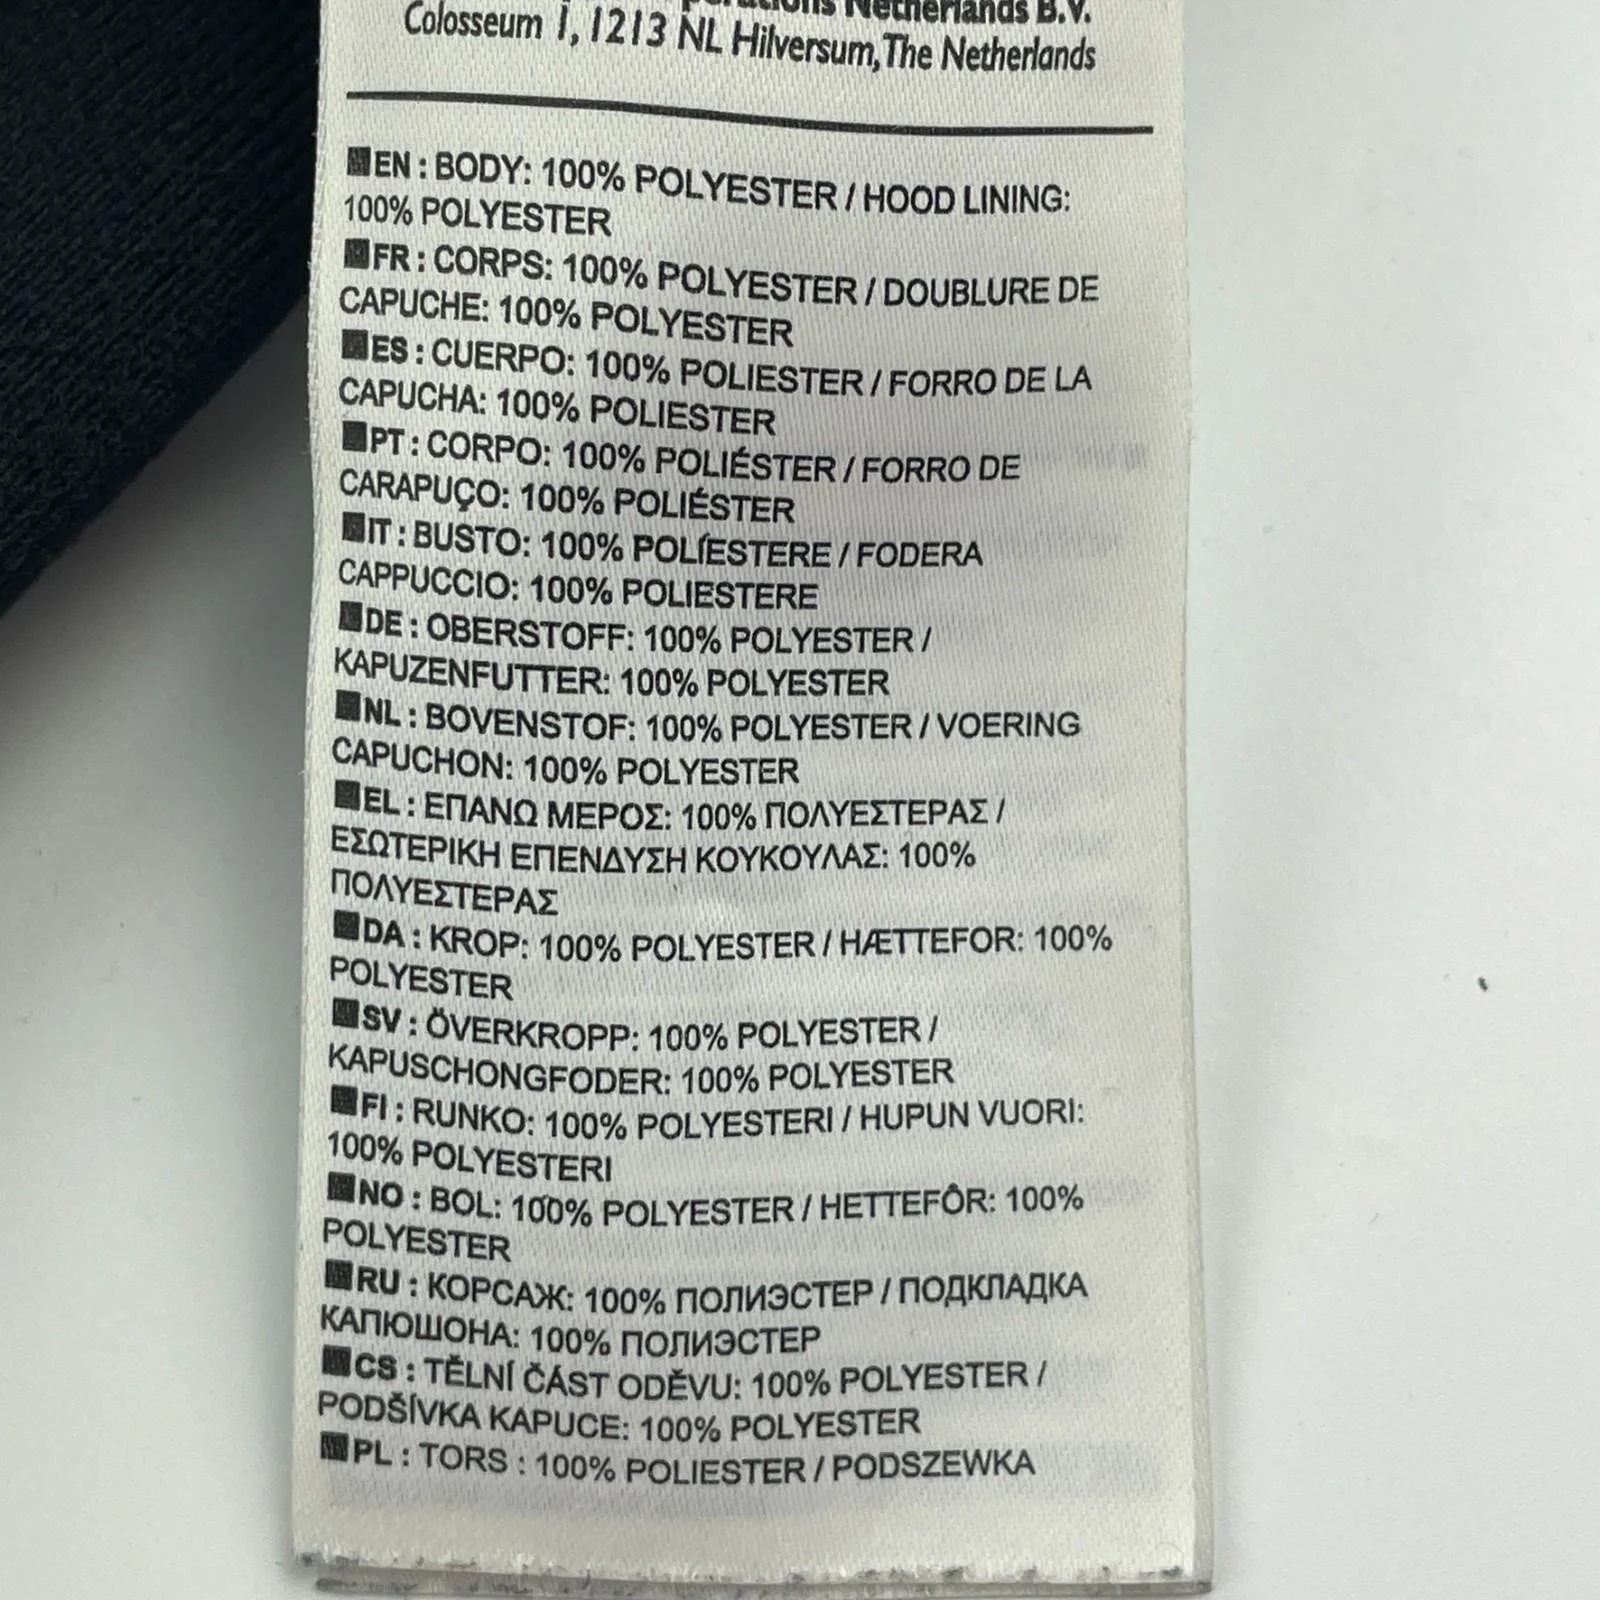 Netherlands B.V.
Colosseum 1, 1213 NL Hilversum, The Netherlands
EN : BODY: 100% POLYESTER / HOOD LINING:
100% POLYESTER
FR : CORPS: 100% POLYESTER / DOUBLURE DE
CAPUCHE: 100% POLYESTER
ES : CUERPO: 100% POLIESTER / FORRO DE LA
CAPUCHA: 100% POLIESTER
PT : CORPO: 100% POLIÉSTER / FORRO DE
CARAPUÇO: 100% POLIÉSTER
IT : BUSTO: 100% POLÍESTERE / FODERA
CAPPUCCIO: 100% POLIESTERE
DE : OBERSTOFF: 100% POLYESTER /
KAPUZENFUTTER: 100% POLYESTER
NL : BOVENSTOF: 100% POLYESTER / VOERING
CAPUCHON: 100% POLYESTER
EL : ΕΠΑΝΩ ΜΕΡΟΣ: 100% ΠΟΛΥΕΣΤΕΡΑΣ /
ΕΣΩΤΕΡΙΚΗ ΕΠΕΝΔΥΣΗ ΚΟΥΚΟΥΛΑΣ: 100%
ΠΟΛΥΕΣΤΕΡΑΣ
DA : KROP: 100% POLYESTER / HÆTTEFOR: 100%
POLYESTER
SV : ÖVERKROPP: 100% POLYESTER /
KAPUSCHONGFODER: 100% POLYESTER
FI : RUNKO: 100% POLYESTERI / HUPUN VUORI:
100% POLYESTERI
NO : BOL: 100% POLYESTER / HETTEFÔR: 100%
POLYESTER
RU : КОРСАЖ: 100% ПОЛИЭСТЕР / ПОДКЛАДКА
КАПЮШОНА: 100% ПОЛИЭСТЕР
CS : TĚLNÍ ČÁST ODĚVU: 100% POLYESTER /
PODŠÍVKA KAPUCE: 100% POLYESTER
PL : TORS : 100% POLIESTER / PODSZEWKA